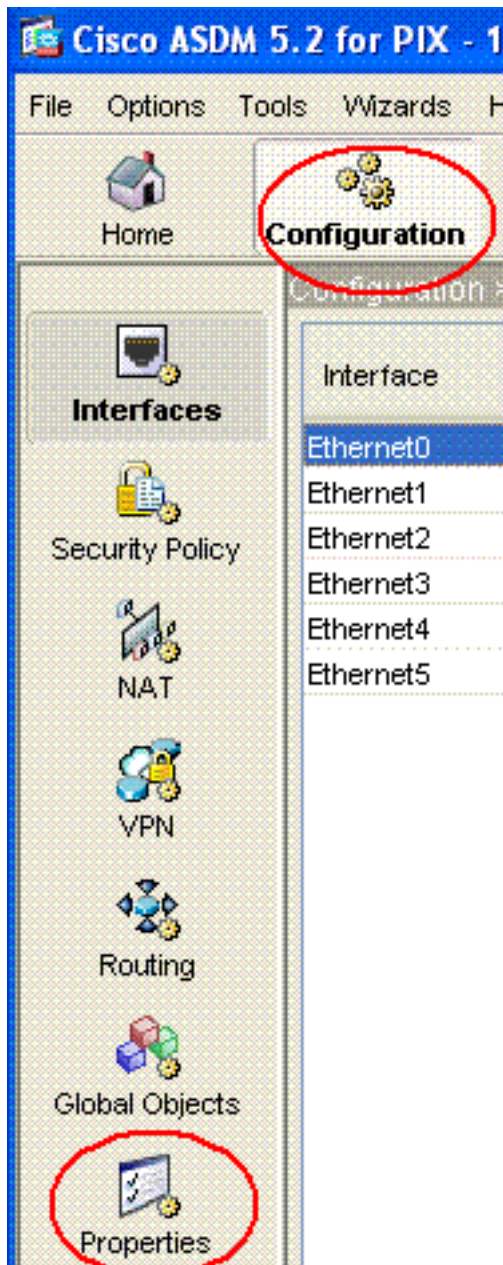 Cisco ASDM 5.2 for PIX - 1
File Options Tools Wizards H
Home Configuration
Configuration >
Interfaces
Interface
Ethernet0
Ethernet1
Security Policy
Ethernet2
Ethernet3
Ethernet4
Ethernet5
NAT
VPN
Routing
Global Objects
Properties